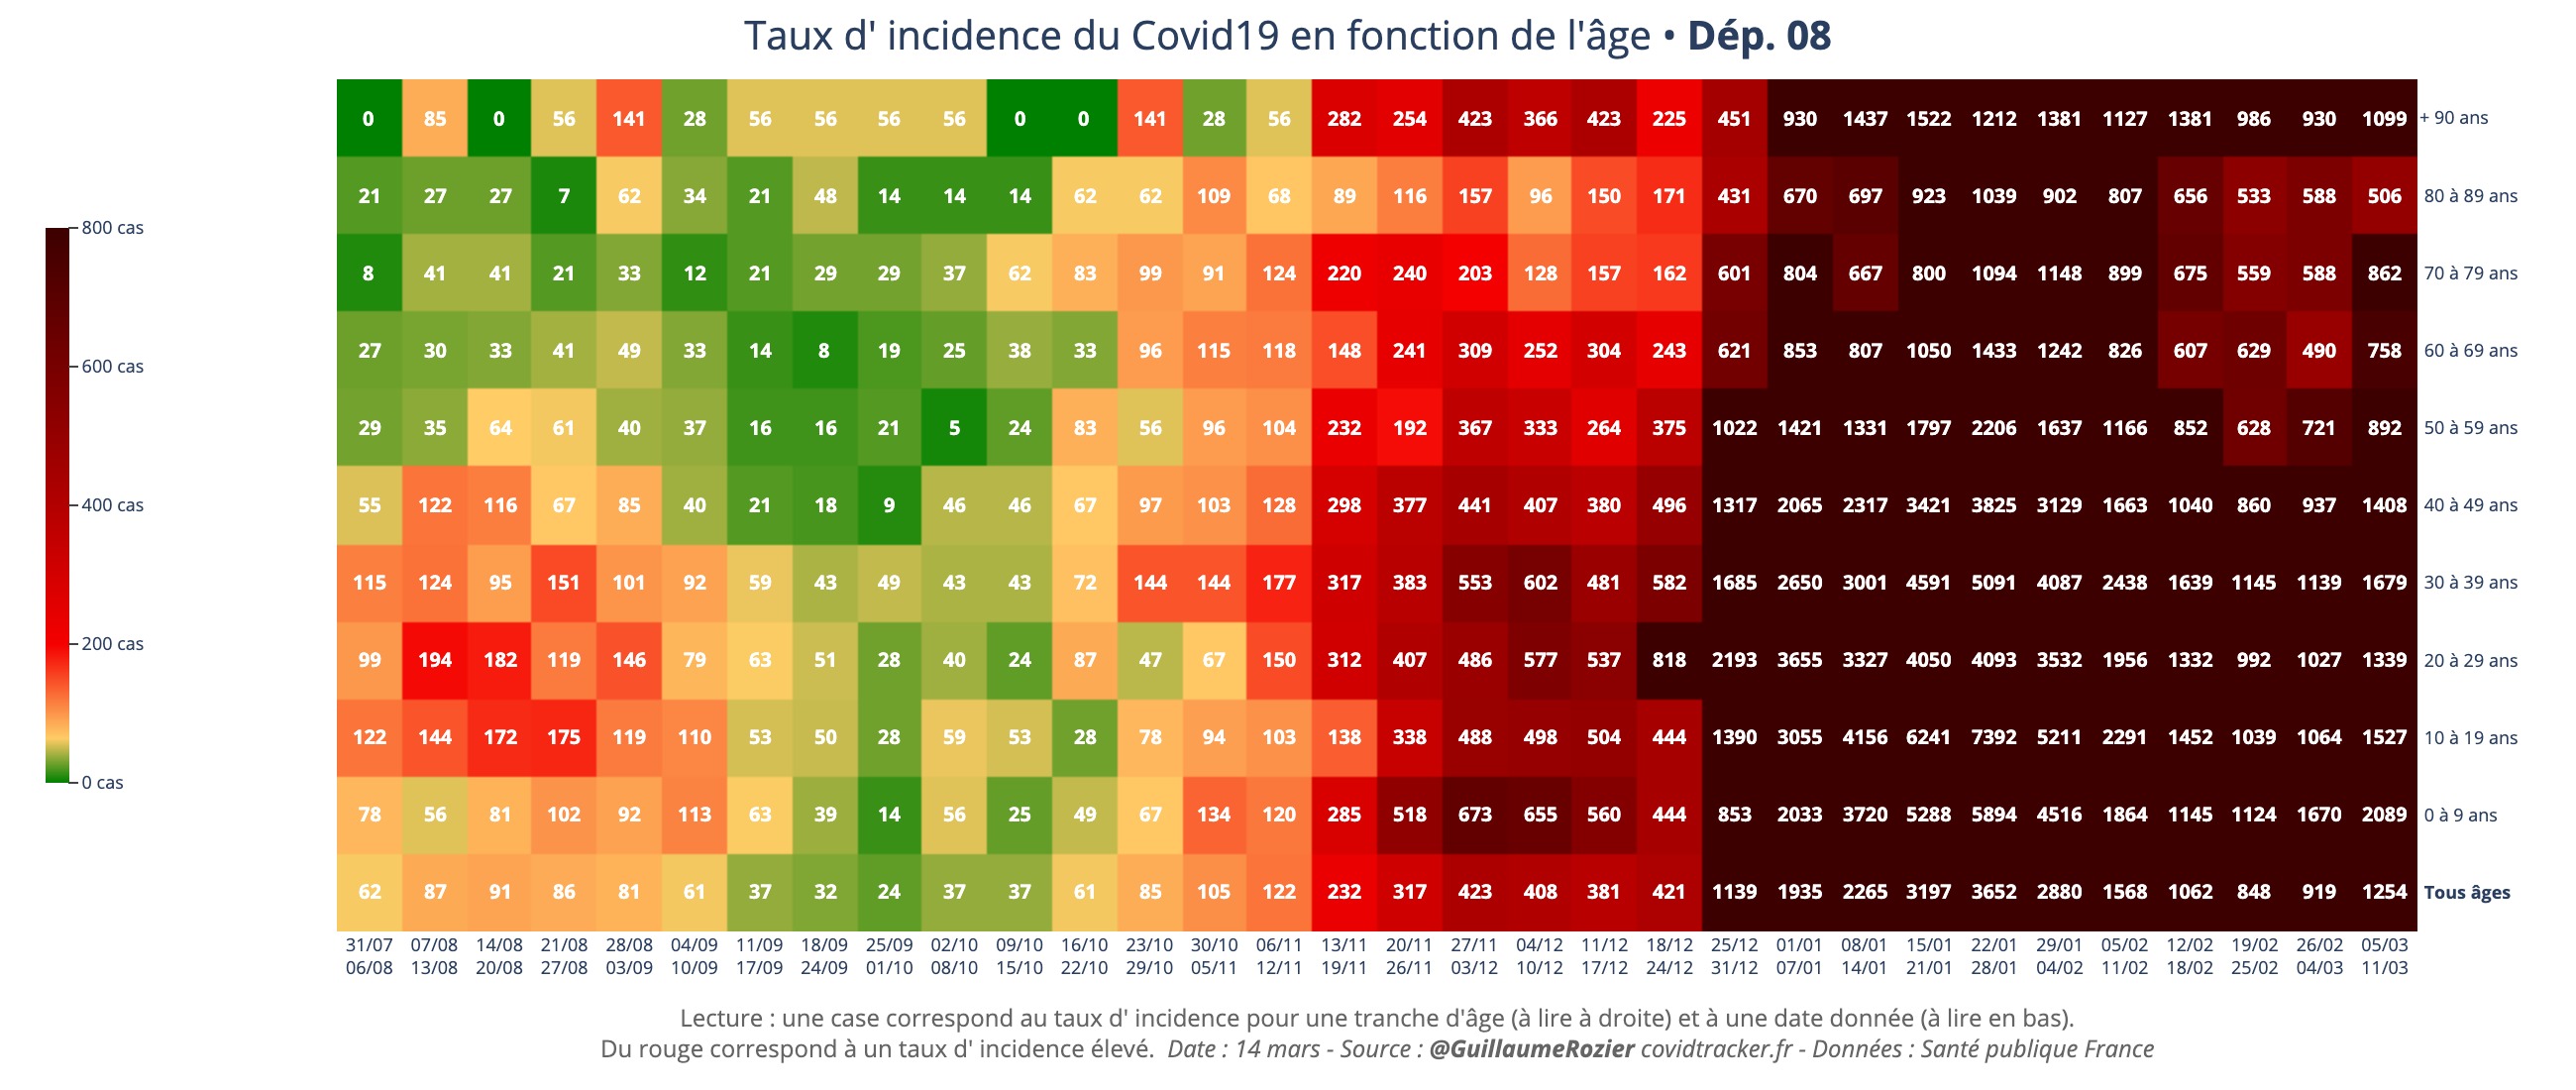 Taux d' incidence du Covid19 en fonction de l'âge • Dép. 08
800 cas
600 cas
400 cas
200 cas
0 cas
0 85 0 56 141 28 56 56 56 56 0 0 141 28 56 282 254 423 366 423 225 451 930 1437 1522 1212 1381 1127 1381 986 930 1099 + 90 ans
21 27 27 7 62 34 21 48 14 14 14 62 62 109 68 89 116 157 96 150 171 431 670 697 923 1039 902 807 656 533 588 506 80 à 89 ans
8 41 41 21 33 12 21 29 29 37 62 83 99 91 124 220 240 203 128 157 162 601 804 667 800 1094 1148 899 675 559 588 862 70 à 79 ans
27 30 33 41 49 33 14 8 19 25 38 33 96 115 118 148 241 309 252 304 243 621 853 807 1050 1433 1242 826 607 629 490 758 60 à 69 ans
29 35 64 61 40 37 16 16 21 5 24 83 56 96 104 232 192 367 333 264 375 1022 1421 1331 1797 2206 1637 1166 852 628 721 892 50 à 59 ans
55 122 116 67 85 40 21 18 9 46 46 67 97 103 128 298 377 441 407 380 496 1317 2065 2317 3421 3825 3129 1663 1040 860 937 1408 40 à 49 ans
115 124 95 151 101 92 59 43 49 43 43 72 144 144 177 317 383 553 602 481 582 1685 2650 3001 4591 5091 4087 2438 1639 1145 1139 1679 30 à 39 ans
99 194 182 119 146 79 63 51 28 40 24 87 47 67 150 312 407 486 577 537 818 2193 3655 3327 4050 4093 3532 1956 1332 992 1027 1339 20 à 29 ans
122 144 172 175 119 110 53 50 28 59 53 28 78 94 103 138 338 488 498 504 444 1390 3055 4156 6241 7392 5211 2291 1452 1039 1064 1527 10 à 19 ans
78 56 81 102 92 113 63 39 14 56 25 49 67 134 120 285 518 673 655 560 444 853 2033 3720 5288 5894 4516 1864 1145 1124 1670 2089 0 à 9 ans
62 87 91 86 81 61 37 32 24 37 37 61 85 105 122 232 317 423 408 381 421 1139 1935 2265 3197 3652 2880 1568 1062 848 919 1254 Tous âges
31/07 07/08 14/08 21/08 28/08 04/09 11/09 18/09 25/09 02/10 09/10 16/10 23/10 30/10 06/11 13/11 20/11 27/11 04/12 11/12 18/12 25/12 01/01 08/01 15/01 22/01 29/01 05/02 12/02 19/02 26/02 05/03
06/08 13/08 20/08 27/08 03/09 10/09 17/09 24/09 01/10 08/10 15/10 22/10 29/10 05/11 12/11 19/11 26/11 03/12 10/12 17/12 24/12 31/12 07/01 14/01 21/01 28/01 04/02 11/02 18/02 25/02 04/03 11/03
Lecture : une case correspond au taux d' incidence pour une tranche d'âge (à lire à droite) et à une date donnée (à lire en bas).
Du rouge correspond à un taux d' incidence élevé. Date : 14 mars - Source : @GuillaumeRozier covidtracker.fr - Données : Santé publique France